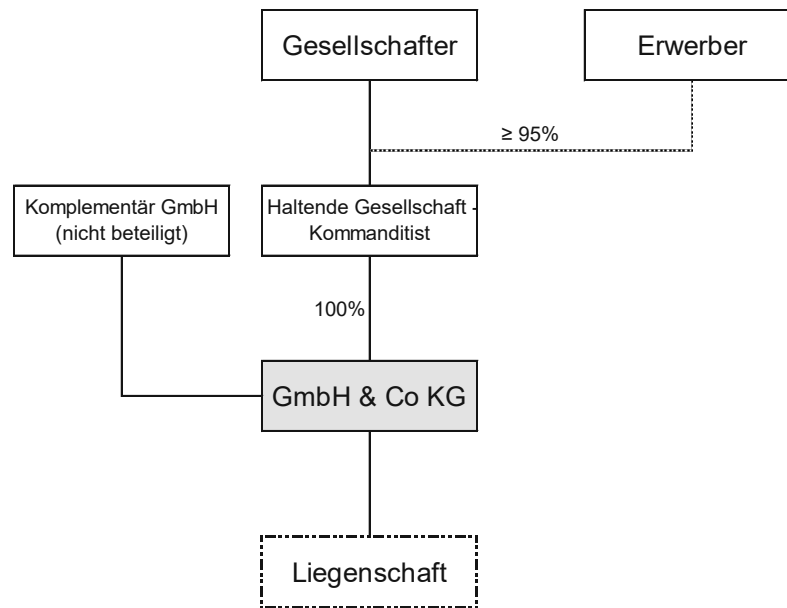 Gesellschafter
Erwerber
≥ 95%
Komplementär GmbH
(nicht beteiligt)
Haltende Gesellschaft -
Kommanditist
100%
GmbH & Co KG
Liegenschaft